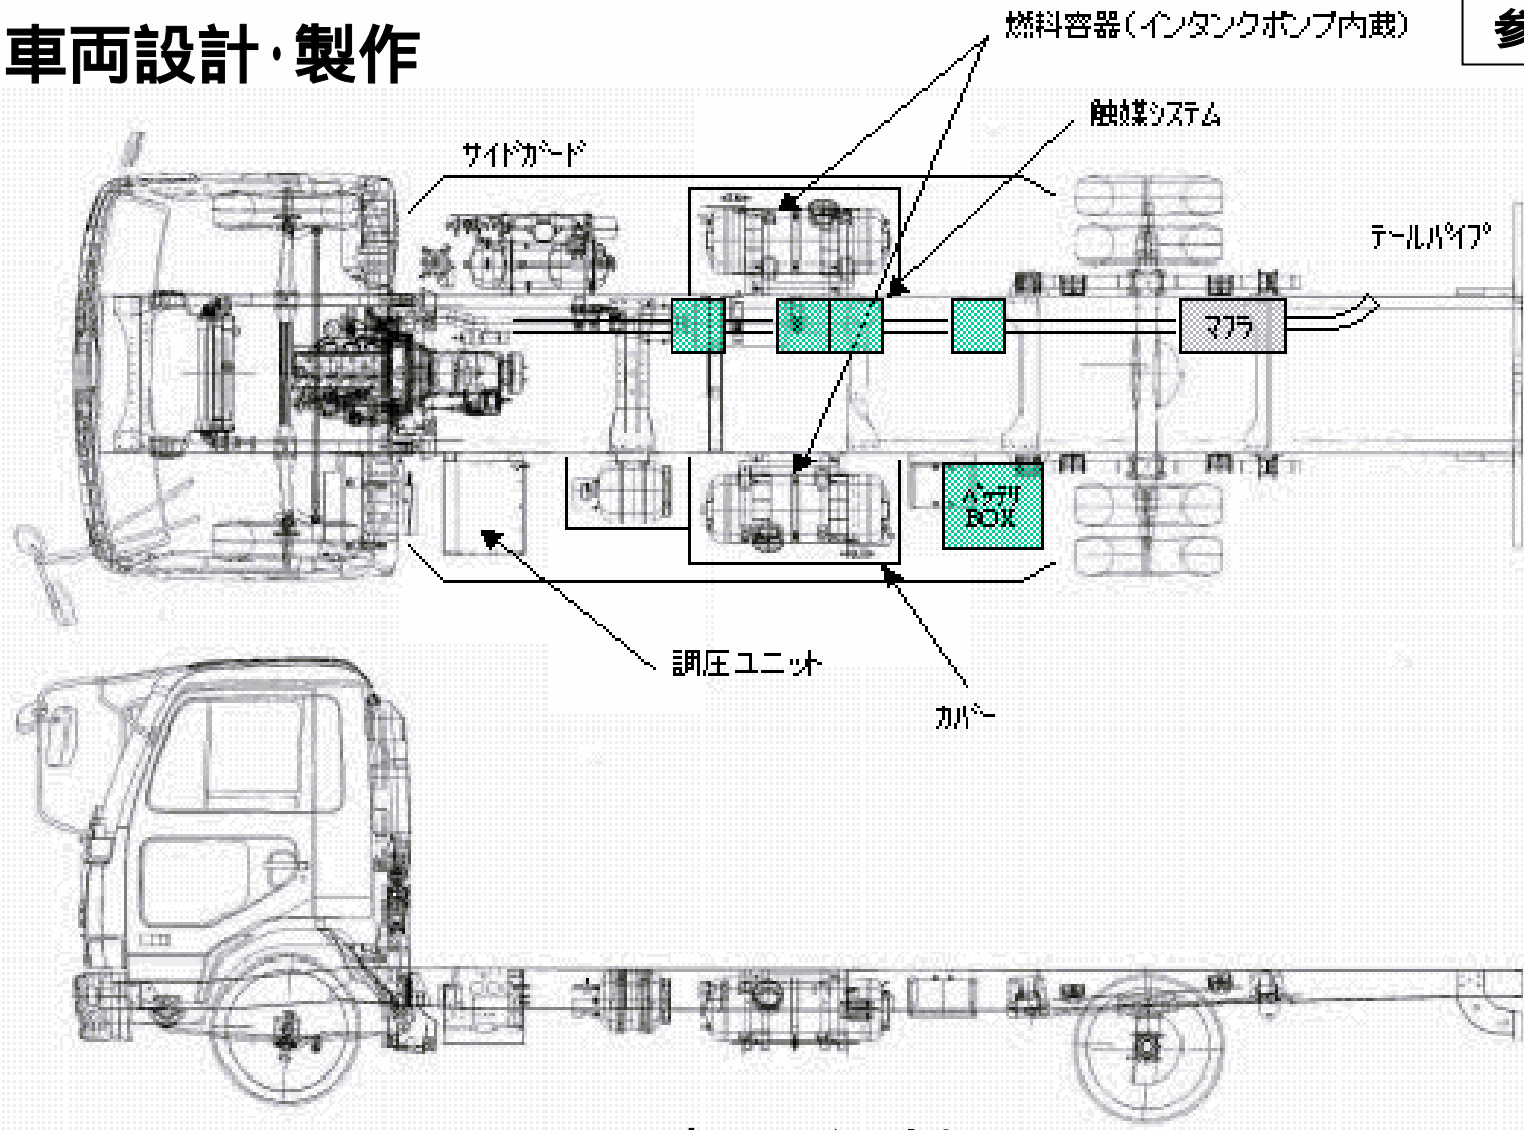 車両設計・製作
燃料容器(インタンクポンプ内蔵)
参
触媒システム
サイドガード
テールパイプ
マフラ
バッテリ
BOX
調圧ユニット
カバー